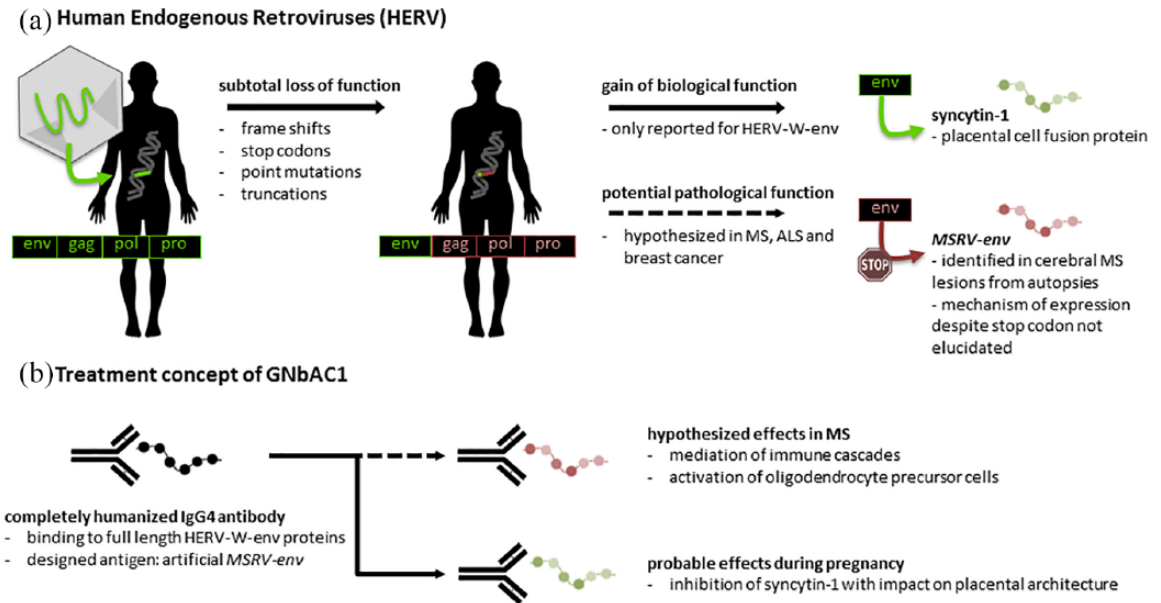 (a) Human Endogenous Retroviruses (HERV)
subtotal loss of function
- frame shifts
- stop codons
- point mutations
- truncations
env gag pol pro
env gag pol pro
gain of biological function
- only reported for HERV-W-env
env
syncytin-1
- placental cell fusion protein
potential pathological function
- hypothesized in MS, ALS and
breast cancer
env
STOP
MSRV-env
- identified in cerebral MS
lesions from autopsies
- mechanism of expression
despite stop codon not
elucidated
(b) Treatment concept of GNbAC1
completely humanized IgG4 antibody
- binding to full length HERV-W-env proteins
- designed antigen: artificial MSRV-env
hypothesized effects in MS
- mediation of immune cascades
- activation of oligodendrocyte precursor cells
probable effects during pregnancy
- inhibition of syncytin-1 with impact on placental architecture